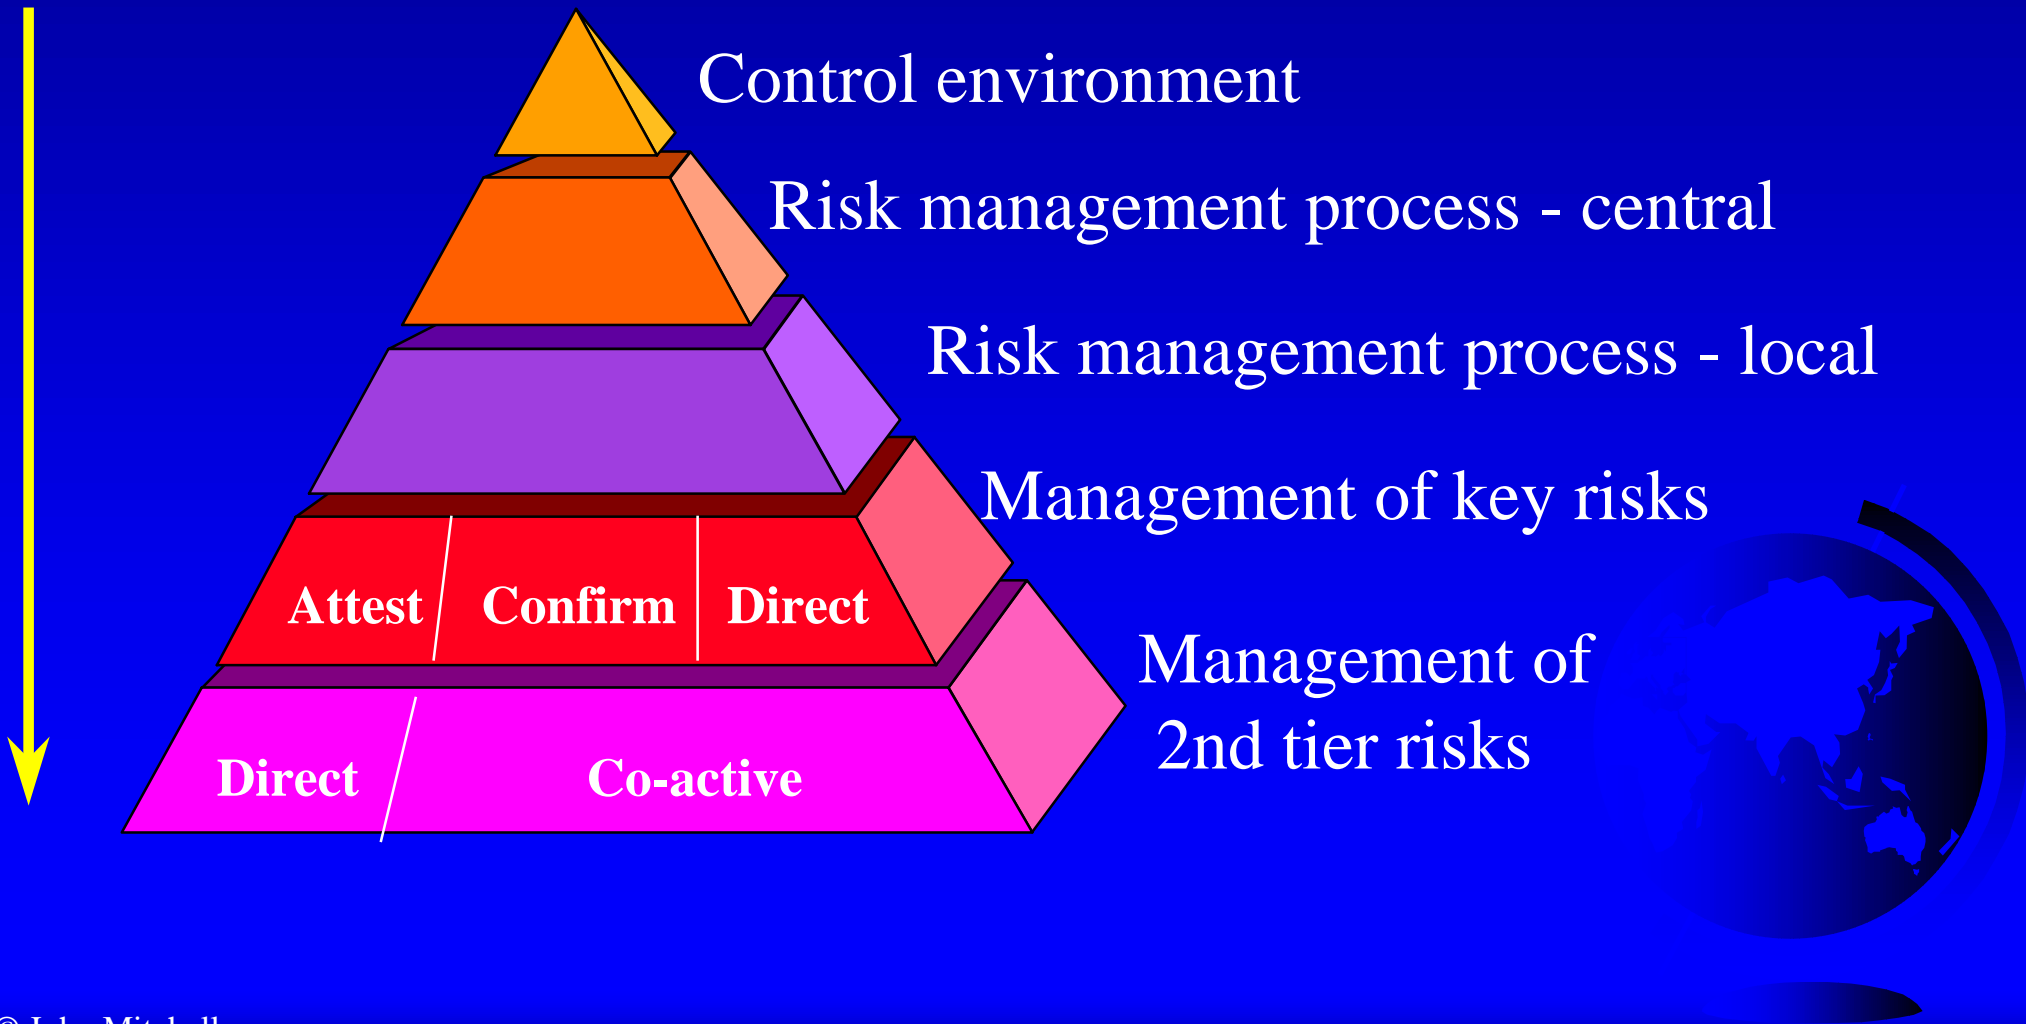 Control environment
Risk management process - central
Risk management process - local
Management of key risks
Attest Confirm Direct
Management of
2nd tier risks
Direct Co-active